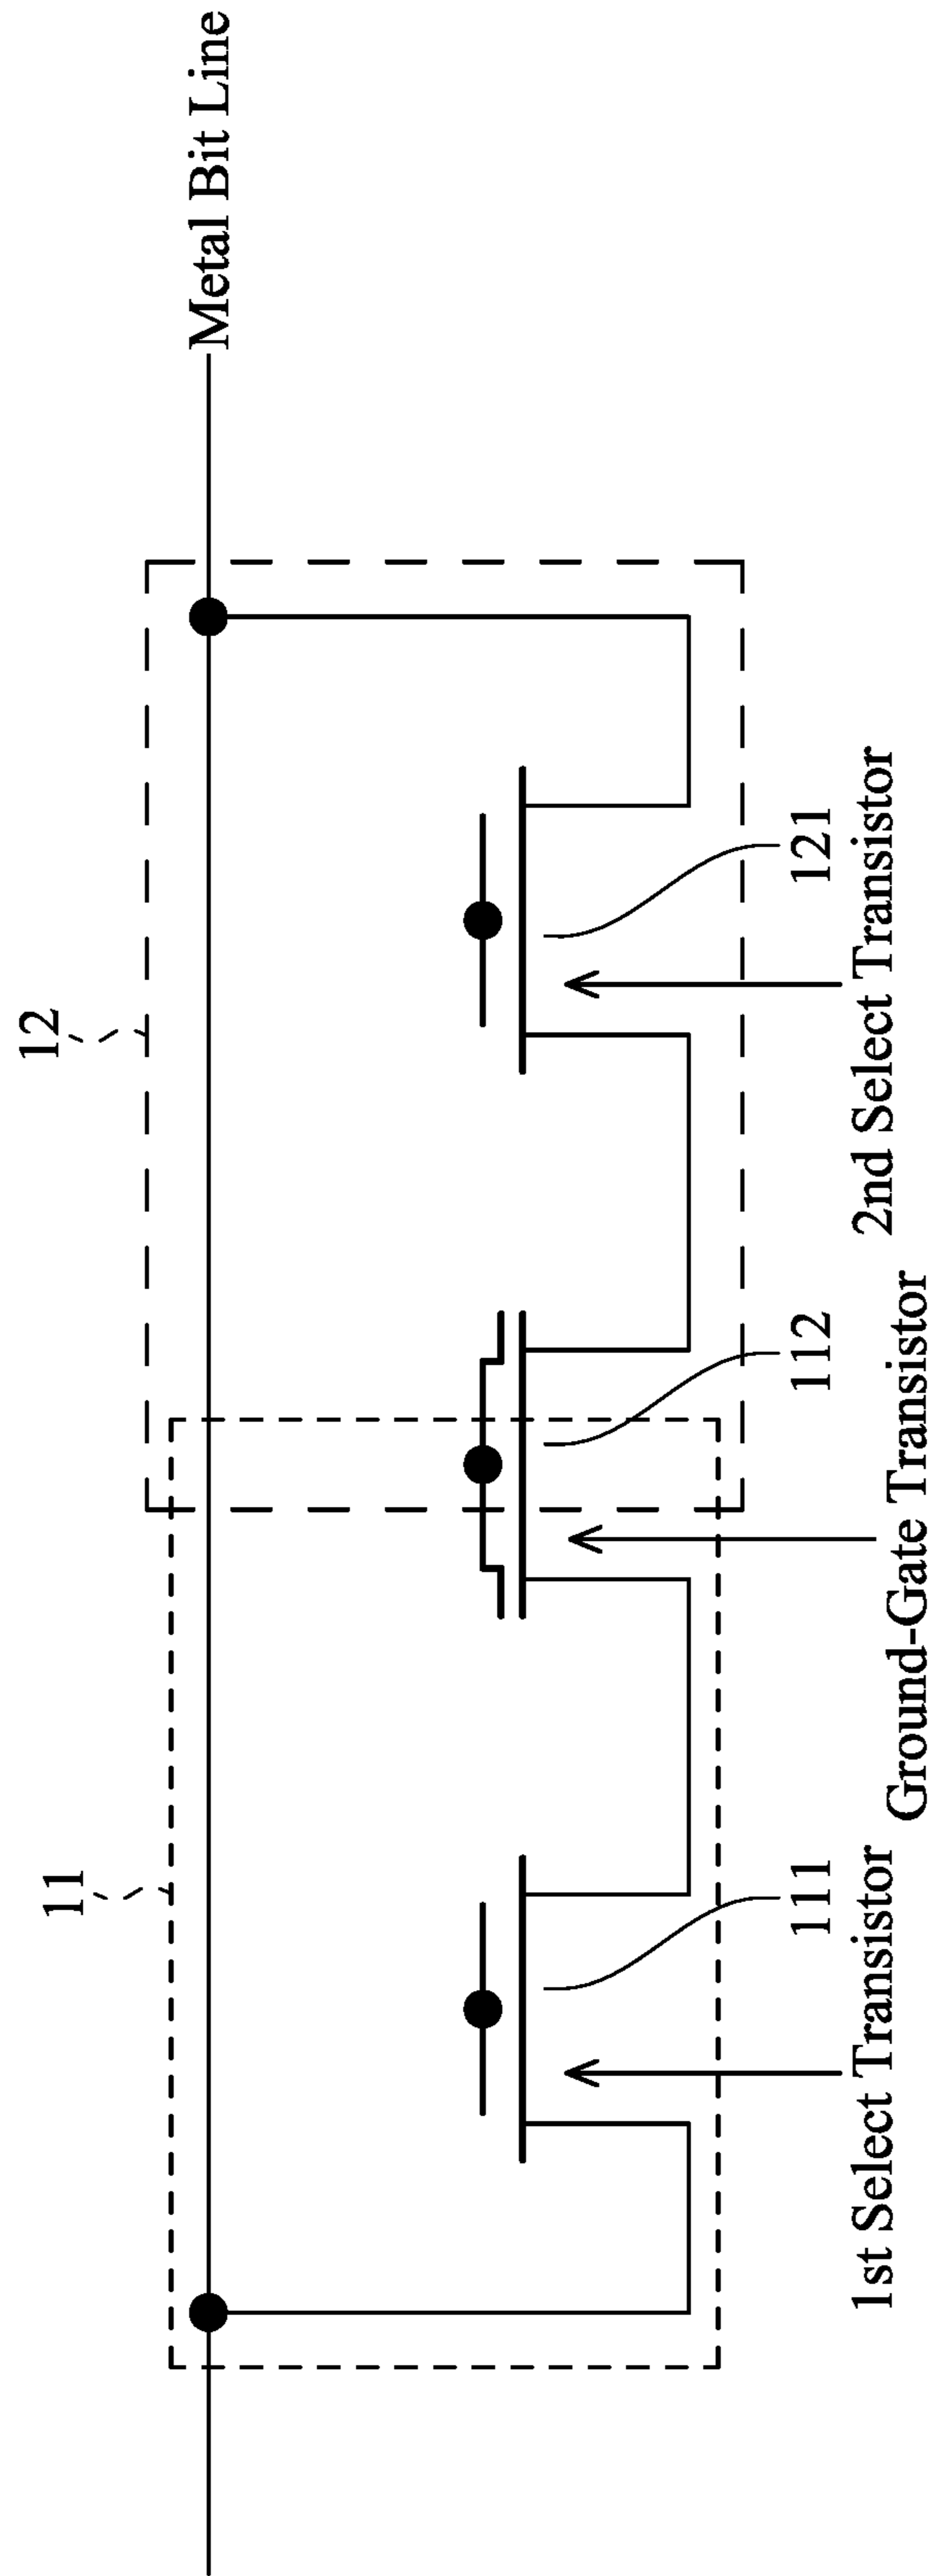 Metal Bit Line
11
12
111
112
121
1st Select Transistor
Ground-Gate Transistor
2nd Select Transistor